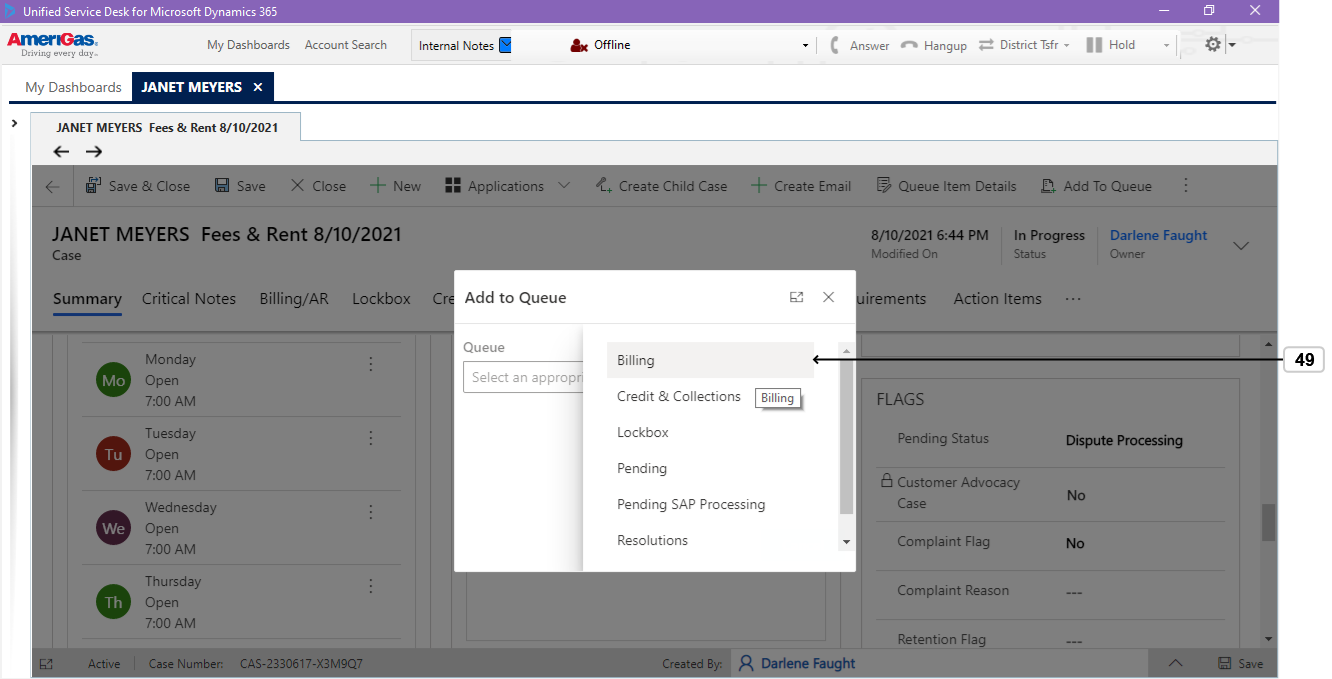 Unified Service Desk for Microsoft Dynamics 365
AmeriGas
Driving every day
My Dashboards Account Search Internal Notes Offline Answer Hangup District Tsfr Hold
My Dashboards JANET MEYERS ×
JANET MEYERS Fees & Rent 8/10/2021
Save & Close Save Close New Applications Create Child Case Create Email Queue Item Details Add To Queue
JANET MEYERS Fees & Rent 8/10/2021
Case
8/10/2021 6:44 PM
Modified On
In Progress
Status
Darlene Faught
Owner
Summary Critical Notes Billing/AR Lockbox Cre uirements Action Items ...
Add to Queue
Queue
Select an appropri
Billing
Credit & Collections
Billing
Lockbox
Pending
Pending SAP Processing
Resolutions
49
Mo
Monday
Open
7:00 AM
Tu
Tuesday
Open
7:00 AM
We
Wednesday
Open
7:00 AM
Th
Thursday
Open
7:00 AM
FLAGS
Pending Status Dispute Processing
Customer Advocacy
Case
No
Complaint Flag No
Complaint Reason ---
Retention Flag ---
Active Case Number: CAS-2330617-X3M9Q7 Created By: Darlene Faught Save